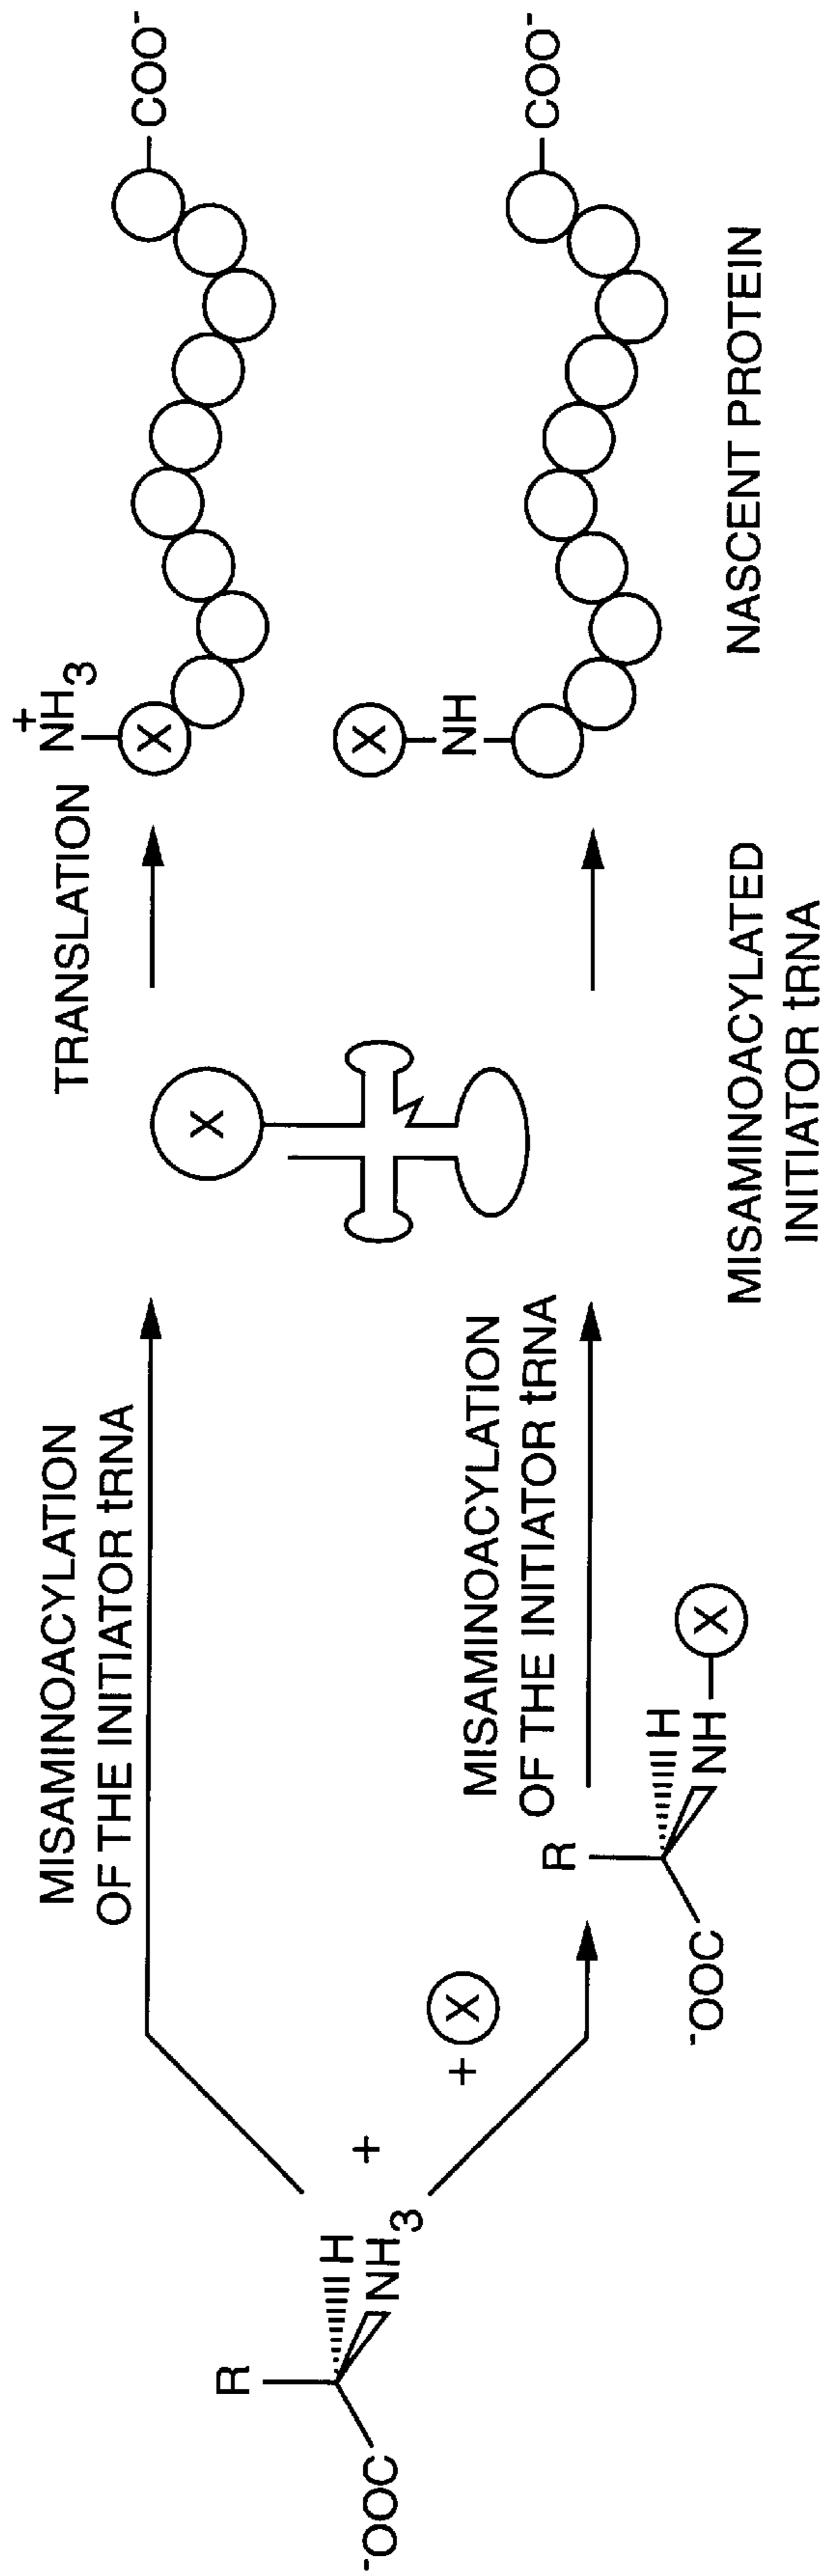 MISAMINOACYLATION
OF THE INITIATOR tRNA
TRANSLATION
+
NH3
X
COO-
R
H
NH3
+
-OOC
+ X
X
MISAMINOACYLATION
OF THE INITIATOR tRNA
X
NH
COO-
R
H
NH
X
-OOC
MISAMINOACYLATED
INITIATOR tRNA
NASCENT PROTEIN